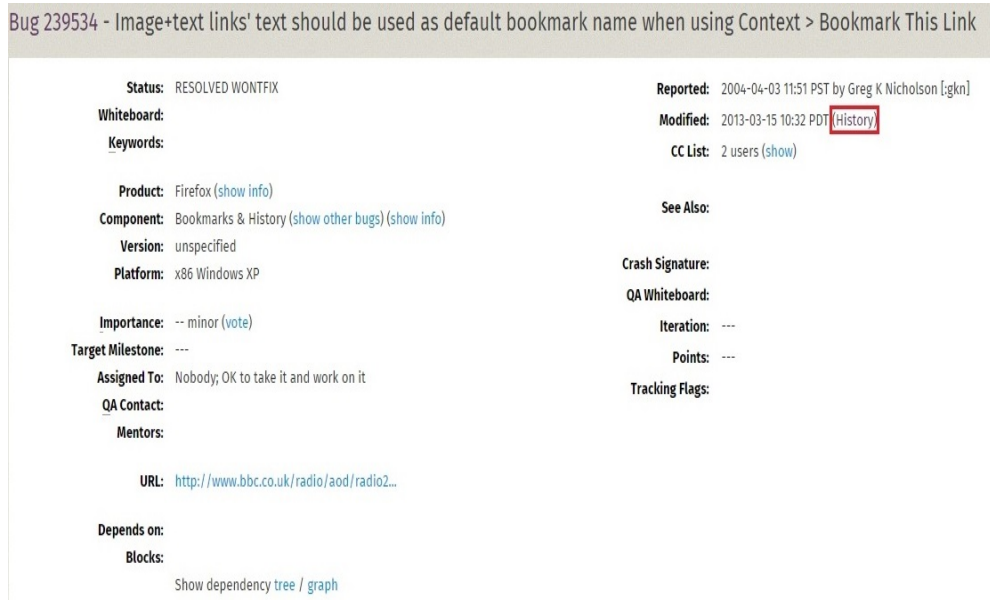 Bug 239534 - Image+text links' text should be used as default bookmark name when using Context > Bookmark This Link
Status: RESOLVED WONTFIX
Whiteboard:
Keywords:
Product: Firefox (show info)
Component: Bookmarks & History (show other bugs) (show info)
Version: unspecified
Platform: x86 Windows XP
Importance: -- minor (vote)
Target Milestone: ---
Assigned To: Nobody; OK to take it and work on it
QA Contact:
Mentors:
URL: http://www.bbc.co.uk/radio/aod/radio2...
Depends on:
Blocks:
Show dependency tree / graph
Reported: 2004-04-03 11:51 PST by Greg K Nicholson [:gkn]
Modified: 2013-03-15 10:32 PDT (History)
CC List: 2 users (show)
See Also:
Crash Signature:
QA Whiteboard:
Iteration: ---
Points: ---
Tracking Flags: